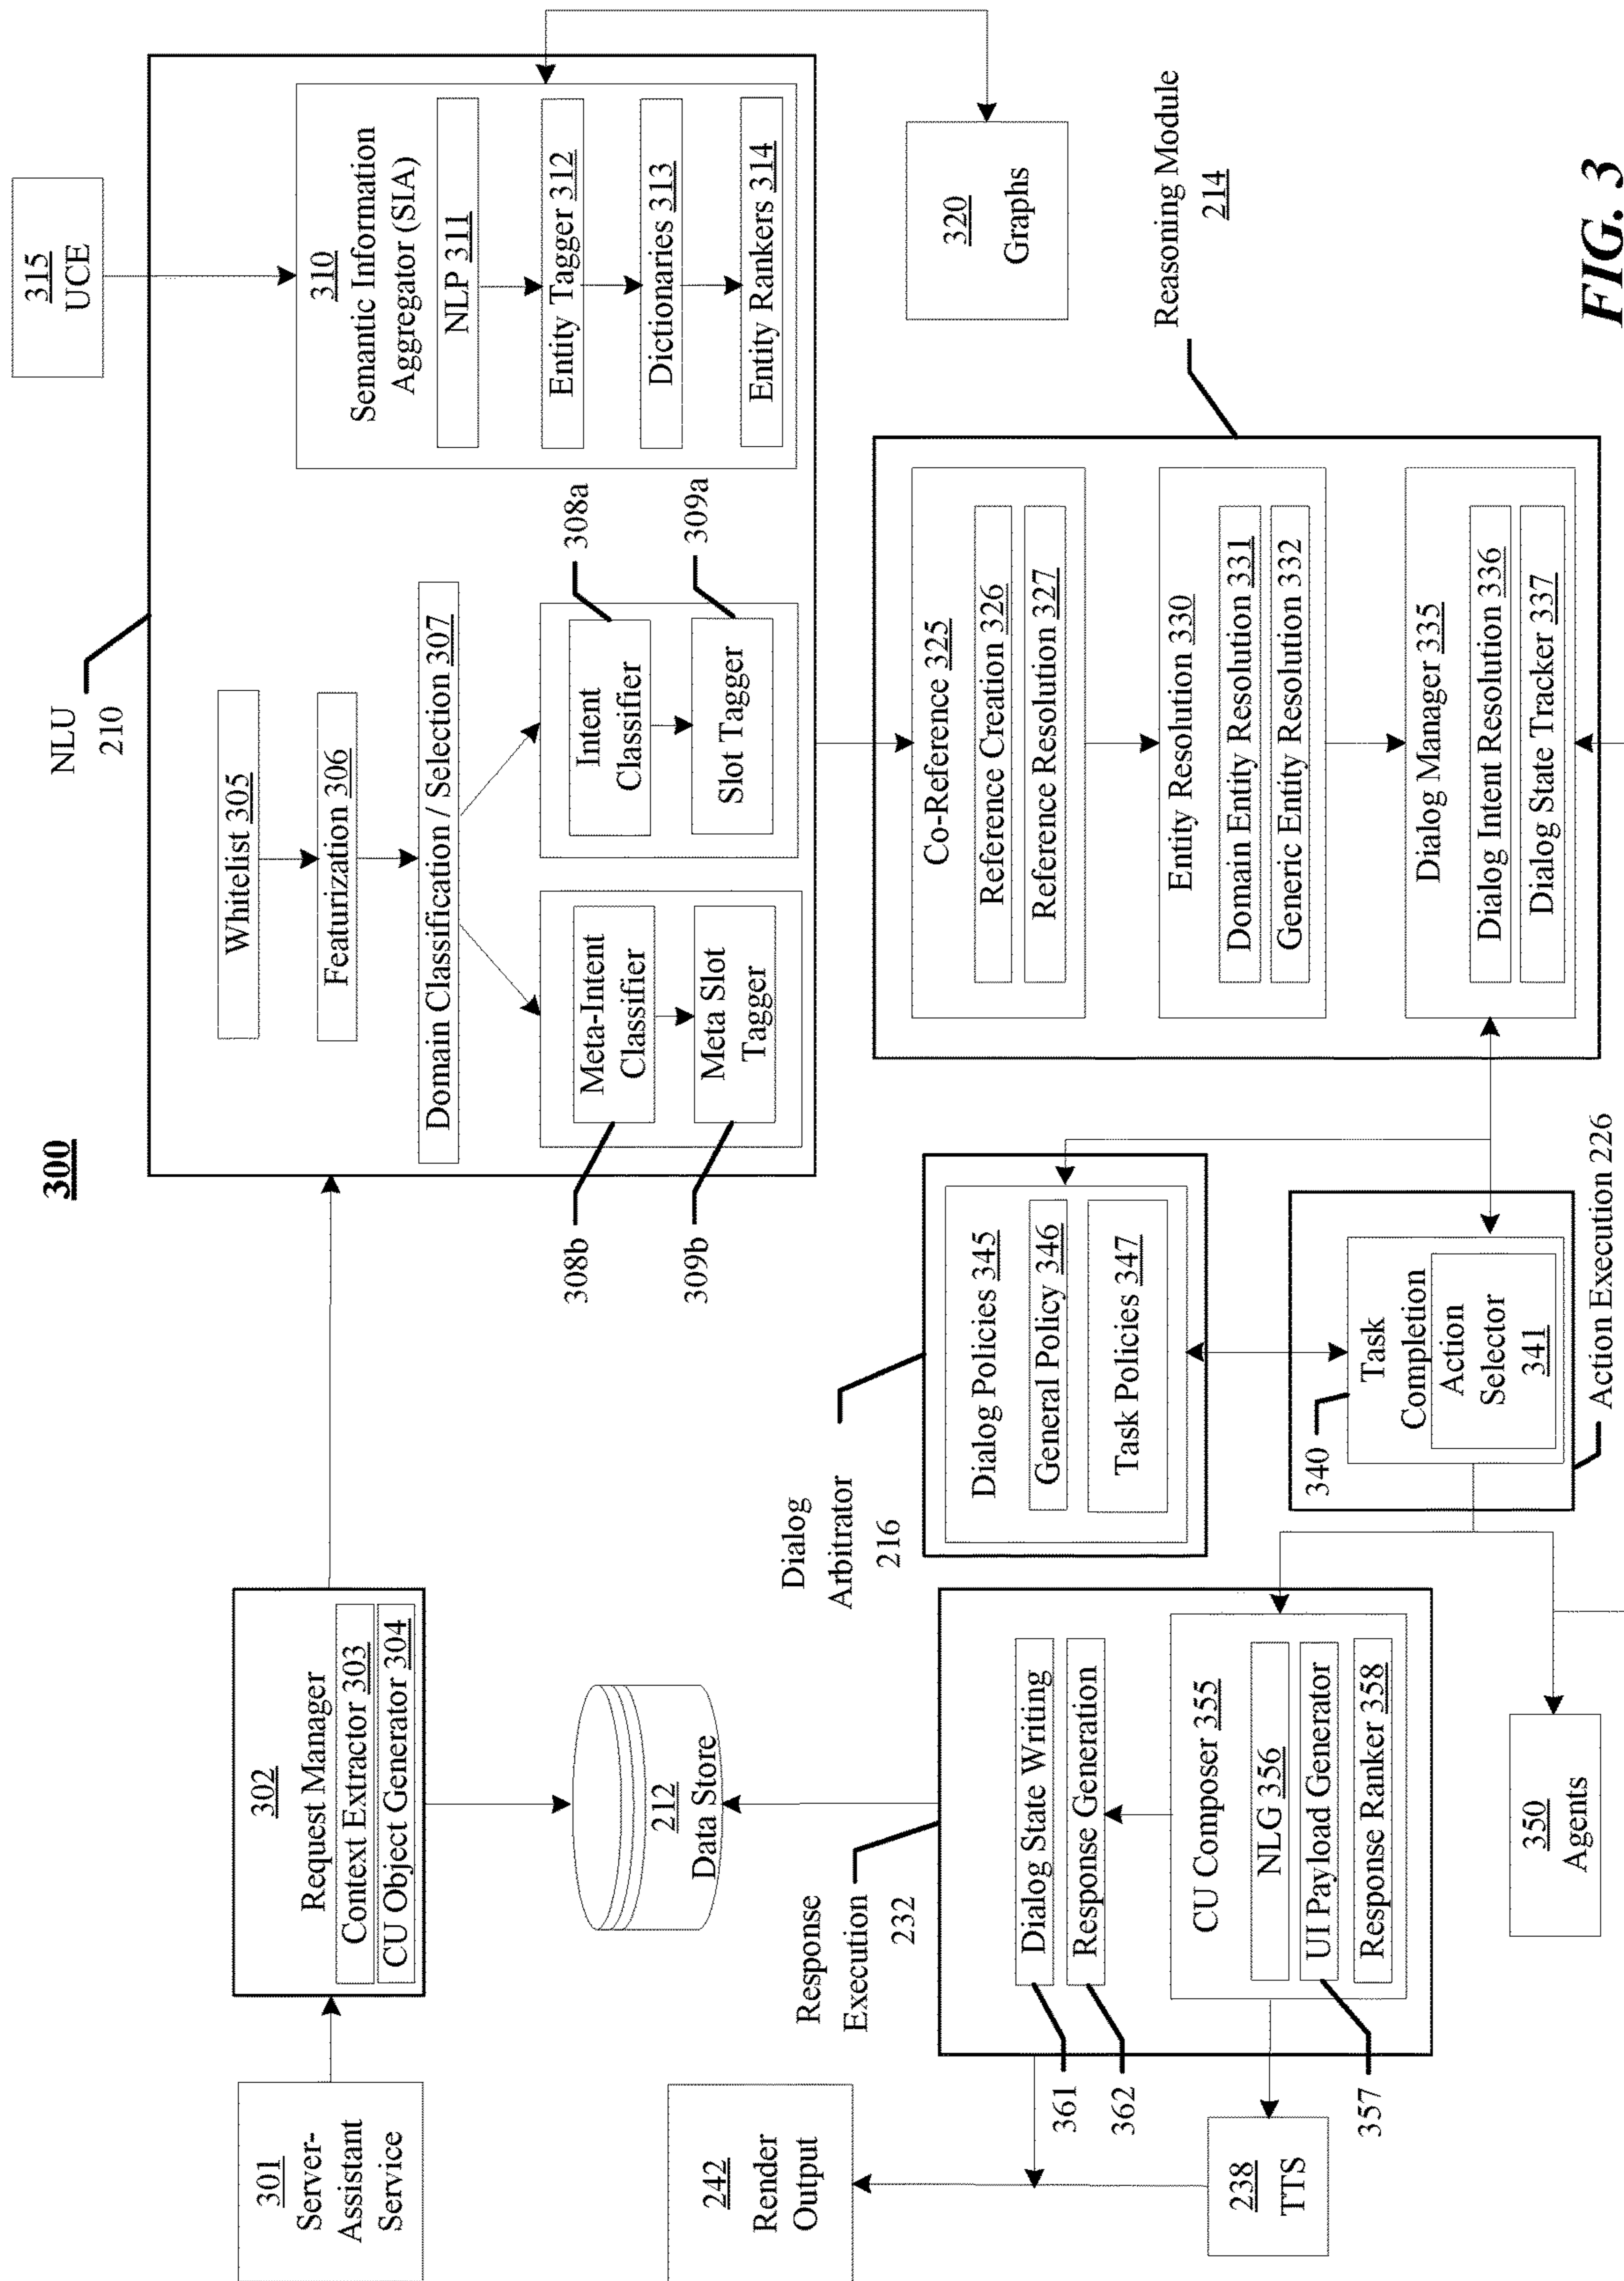 300
301
Server-
Assistant
Service
302
Request Manager
Context Extractor 303
CU Object Generator 304
212
Data Store
NLU
210
Whitelist 305
Featurization 306
Domain Classification / Selection 307
Meta-Intent
Classifier
Meta Slot
Tagger
308b
309b
Intent
Classifier
Slot Tagger
308a
309a
310
Semantic Information
Aggregator (SIA)
NLP 311
Entity Tagger 312
Dictionaries 313
Entity Rankers 314
315
UCE
320
Graphs
Reasoning Module
214
Co-Reference 325
Reference Creation 326
Reference Resolution 327
Entity Resolution 330
Domain Entity Resolution 331
Generic Entity Resolution 332
Dialog Manager 335
Dialog Intent Resolution 336
Dialog State Tracker 337
Dialog
Arbitrator
216
Dialog Policies 345
General Policy 346
Task Policies 347
340
Task
Completion
Action
Selector
341
Action Execution 226
Response
Execution
232
Dialog State Writing
Response Generation
CU Composer 355
NLG 356
UI Payload Generator
Response Ranker 358
361
362
357
350
Agents
242
Render
Output
238
TTS
FIG. 3